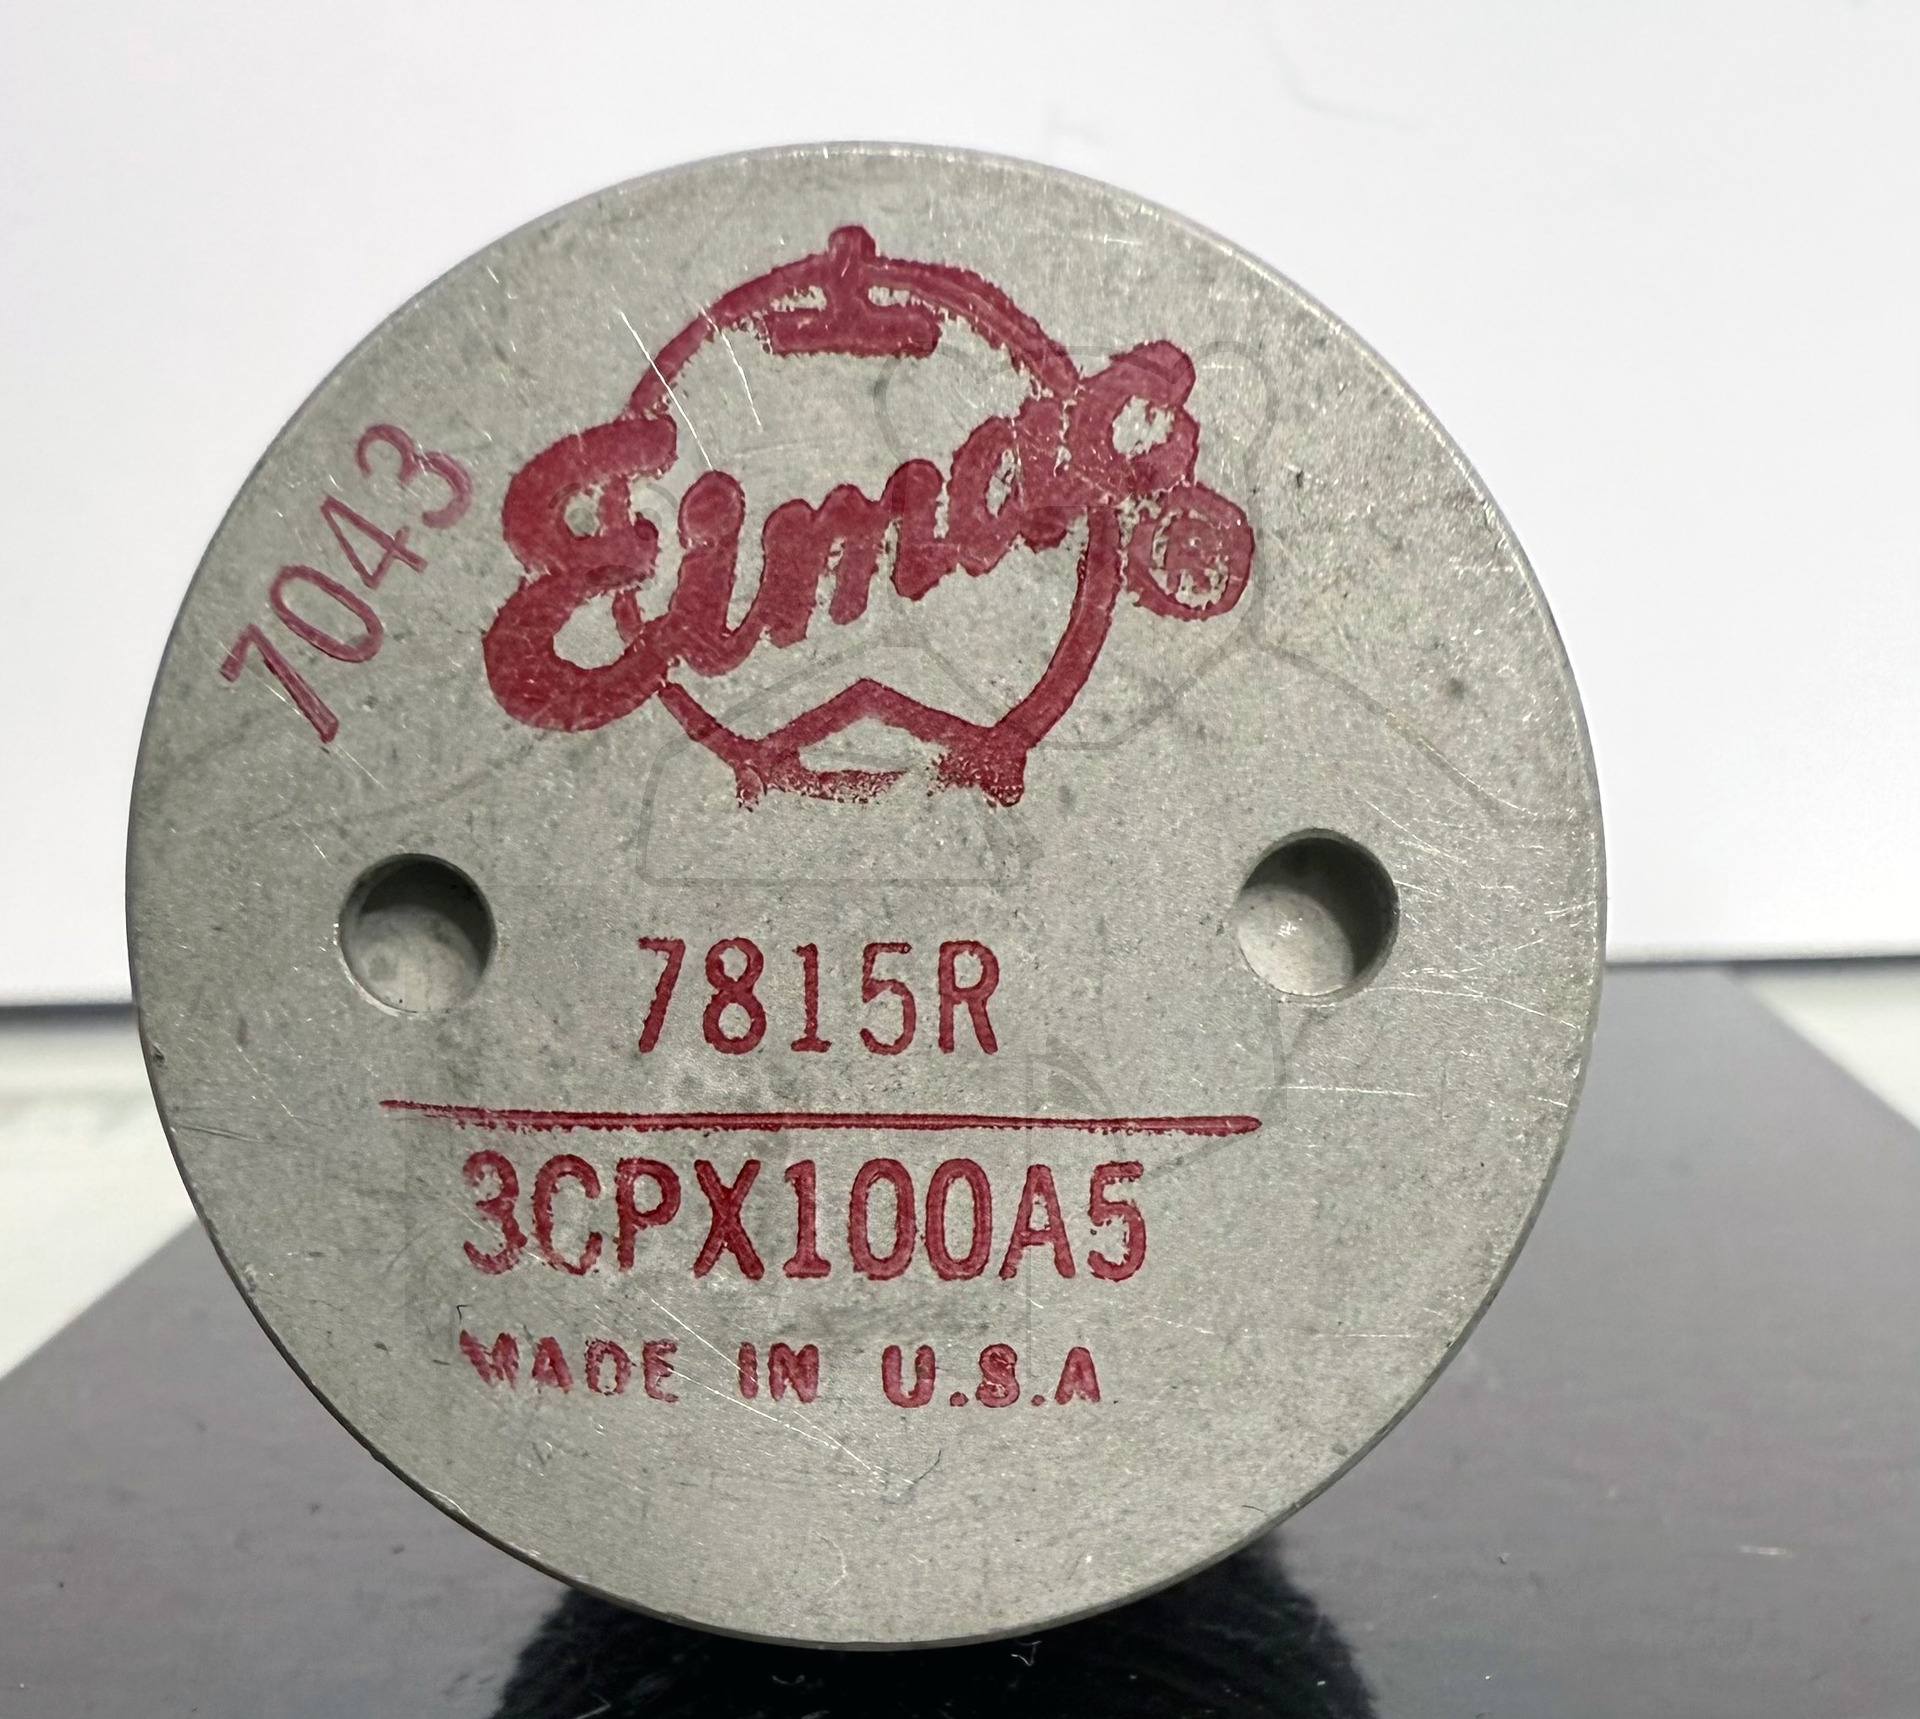 7043
Eimac®
7815R
3CPX100A5
MADE IN U.S.A